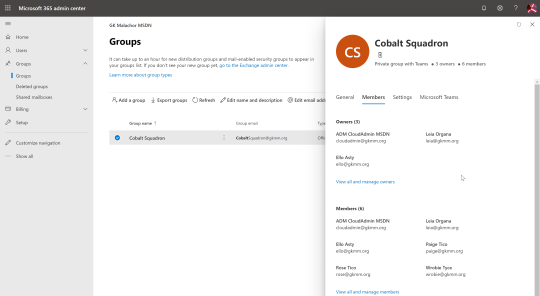 Microsoft 365 admin center
Home
Users
Groups
Groups
Deleted groups
Shared mailboxes
Billing
Setup
Customize navigation
Show all
GK Malachor MSDN
Groups
It can take up to an hour for new distribution groups and mail-enabled security groups to appear in
your groups list. If you don't see your new group yet, go to the Exchange admin center.
Learn more about group types
Add a group
Export groups
Refresh
Edit name and description
Edit email addr
Group name ↑
Group email
Type
Cobalt Squadron
CobaltSquadron@gkmm.org
Offic
CS
Cobalt Squadron
Private group with Teams • 3 owners • 6 members
General
Members
Settings
Microsoft Teams
Owners (3)
ADM CloudAdmin MSDN
Leia Organa
cloudadmin@gkmm.org
leia@gkmm.org
Ello Asty
ello@gkmm.org
View all and manage owners
Members (6)
ADM CloudAdmin MSDN
Leia Organa
cloudadmin@gkmm.org
leia@gkmm.org
Ello Asty
Paige Tico
ello@gkmm.org
paige@gkmm.org
Rose Tico
Wrobie Tyce
rose@gkmm.org
wrobie@gkmm.org
View all and manage members